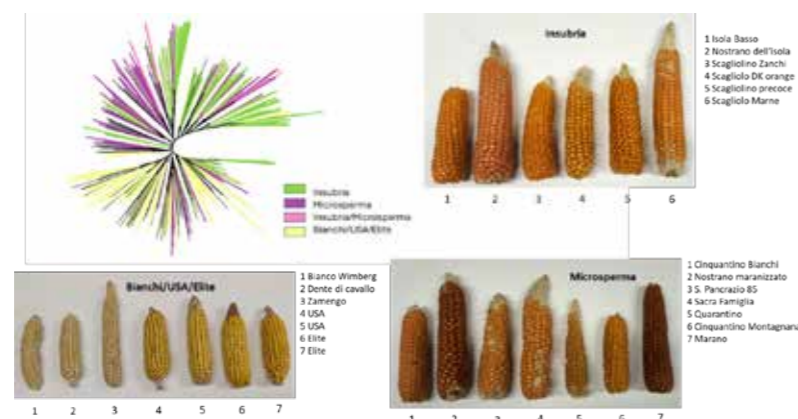 Insubria
1 Isola Basso
2 Nostrano dell'isola
3 Scagliolino Zanchi
4 Scagliolo DK orange
5 Scagliolino precoce
6 Scagliolo Marne
1 2 3 4 5 6
Insubria
Microsperma
Insubria/Microsperma
Bianchi/USA/Elite
Bianchi/USA/Elite
1 Bianco Wimberg
2 Dente di cavallo
3 Zamengo
4 USA
5 USA
6 Elite
7 Elite
1 2 3 4 5 6 7
Microsperma
1 Cinquantino Bianchi
2 Nostrano maranizzato
3 S. Pancrazio 85
4 Sacra Famiglia
5 Quarantino
6 Cinquantino Montagnana
7 Marano
1 2 3 4 5 6 7